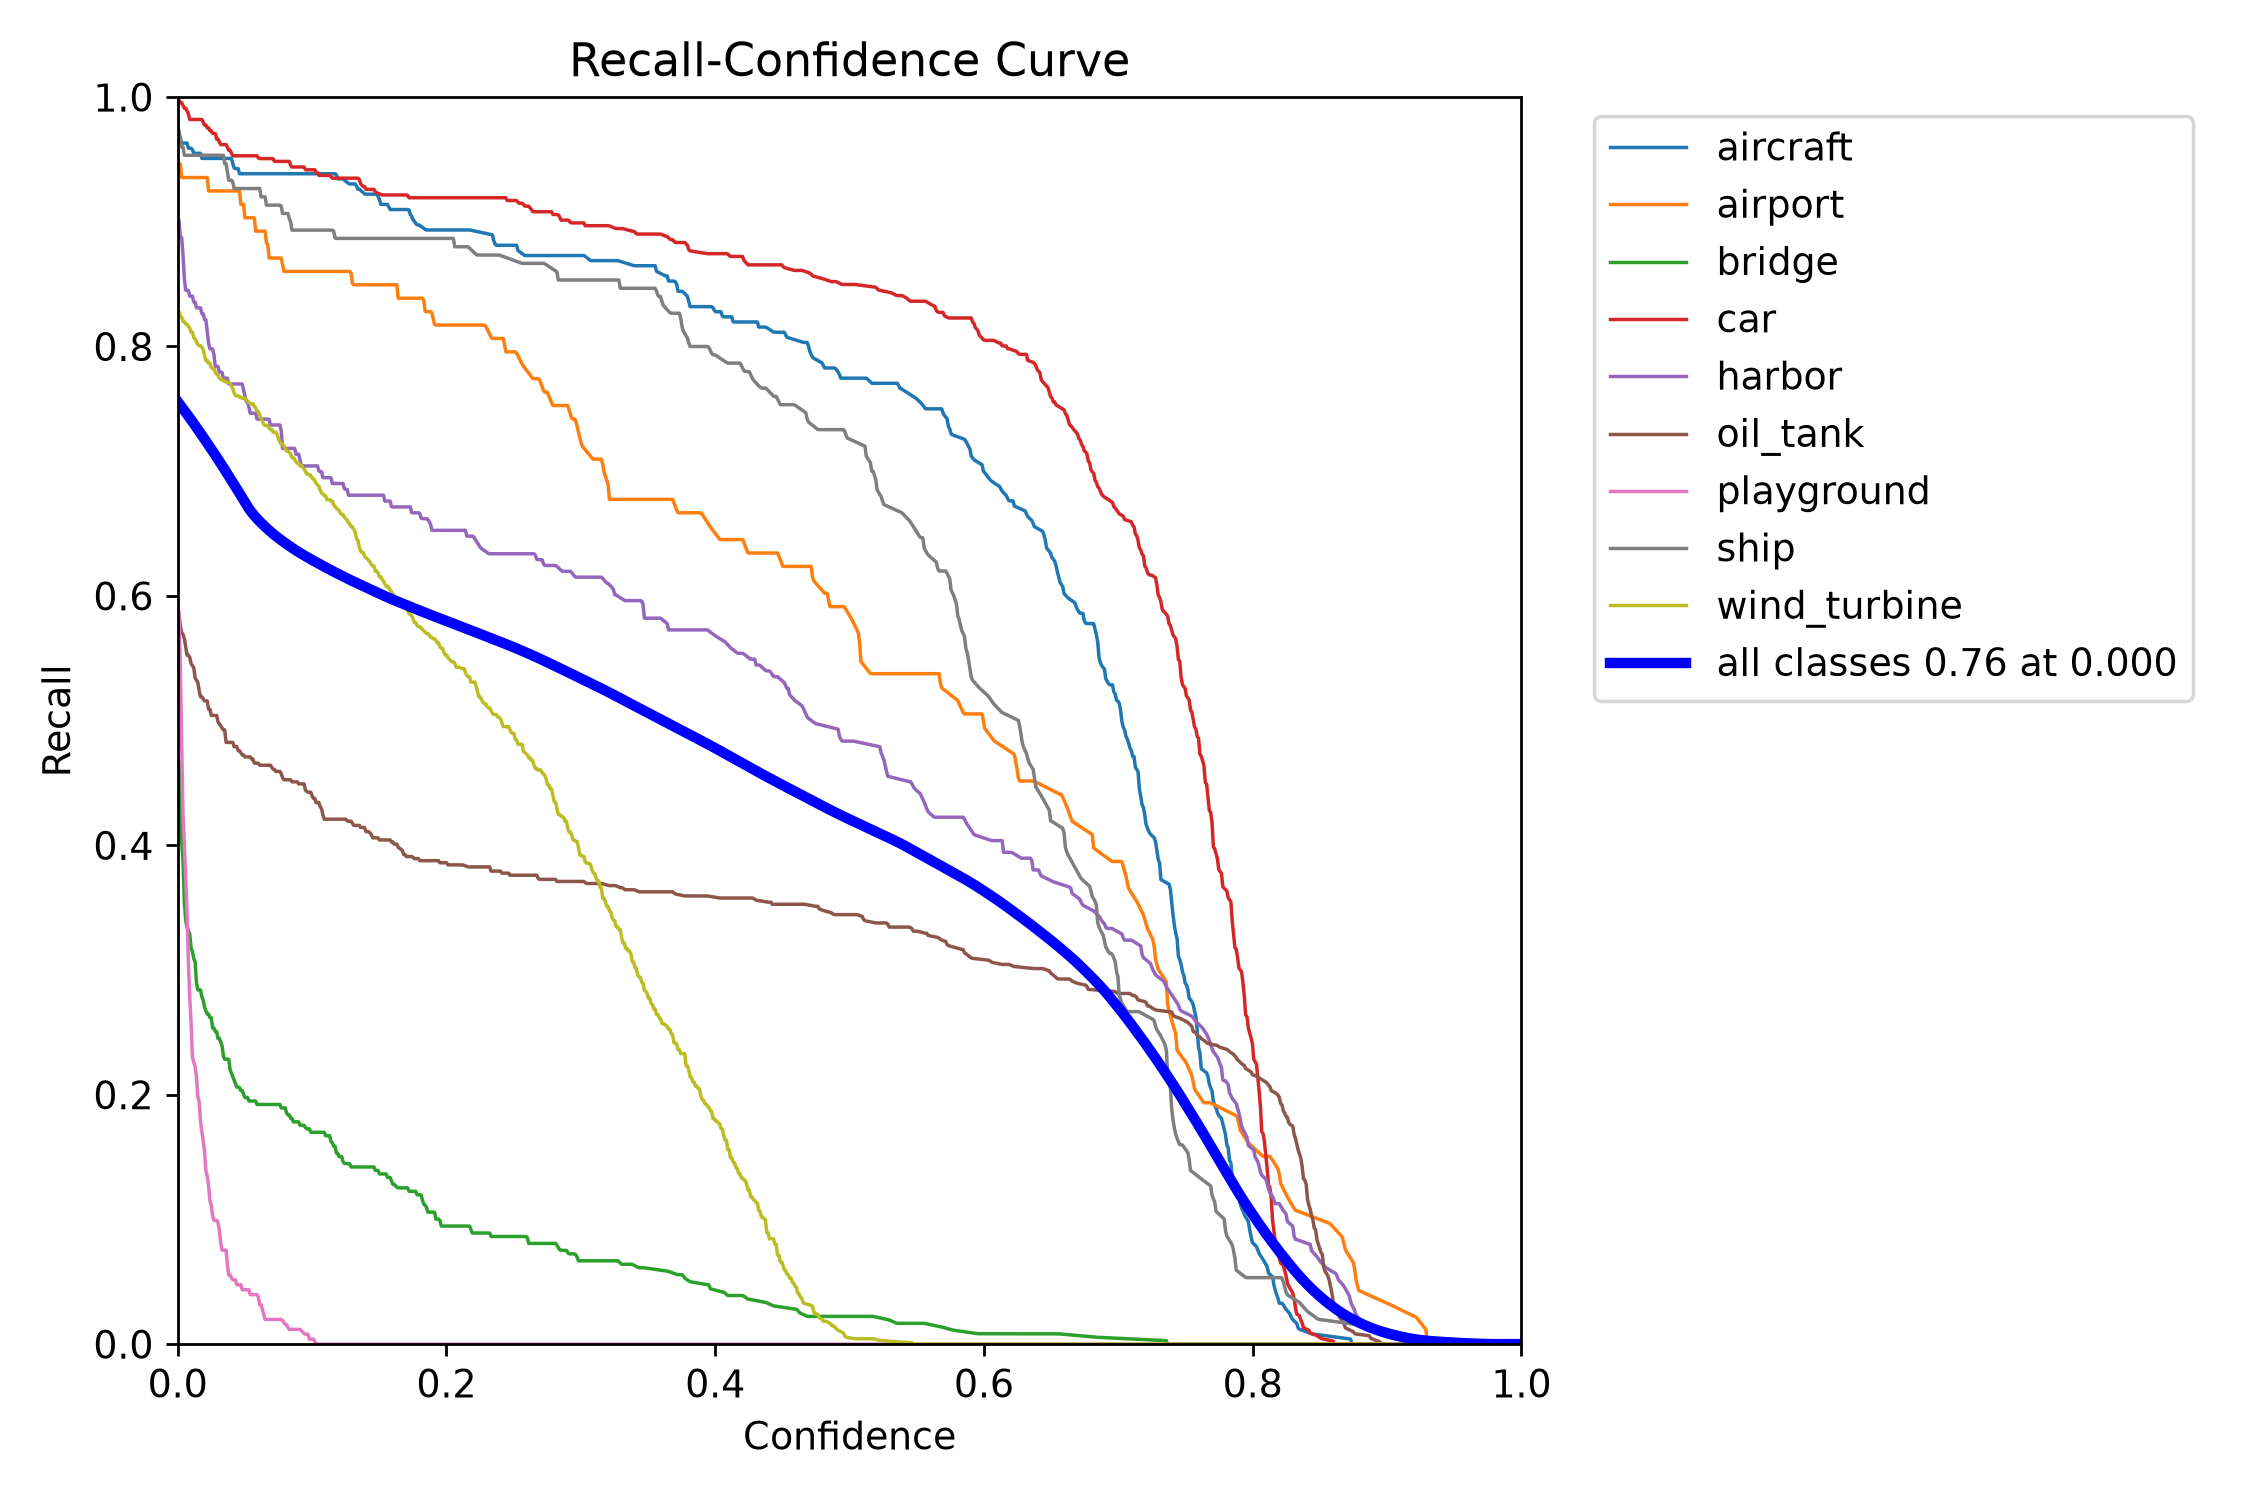 Recall-Confidence Curve
1.0
0.8
0.6
0.4
0.2
0.0
Recall
0.0 0.2 0.4 0.6 0.8 1.0
Confidence
aircraft
airport
bridge
car
harbor
oil_tank
playground
ship
wind_turbine
all classes 0.76 at 0.000